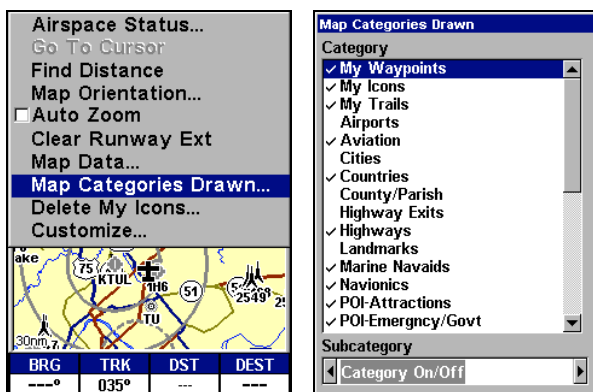 Airspace Status...
Go To Cursor
Find Distance
Map Orientation...
Auto Zoom
Clear Runway Ext
Map Data...
Map Categories Drawn...
Delete My Icons...
Customize...
ake
75
KTUL
1H6
51
2549
TU
30nm
BRG TRK DST DEST
---° 035° --- ---
Map Categories Drawn
Category
My Waypoints
My Icons
My Trails
Airports
Aviation
Cities
Countries
County/Parish
Highway Exits
Highways
Landmarks
Marine Navaids
Navionics
POI-Attractions
POI-Emergncy/Govt
Subcategory
Category On/Off